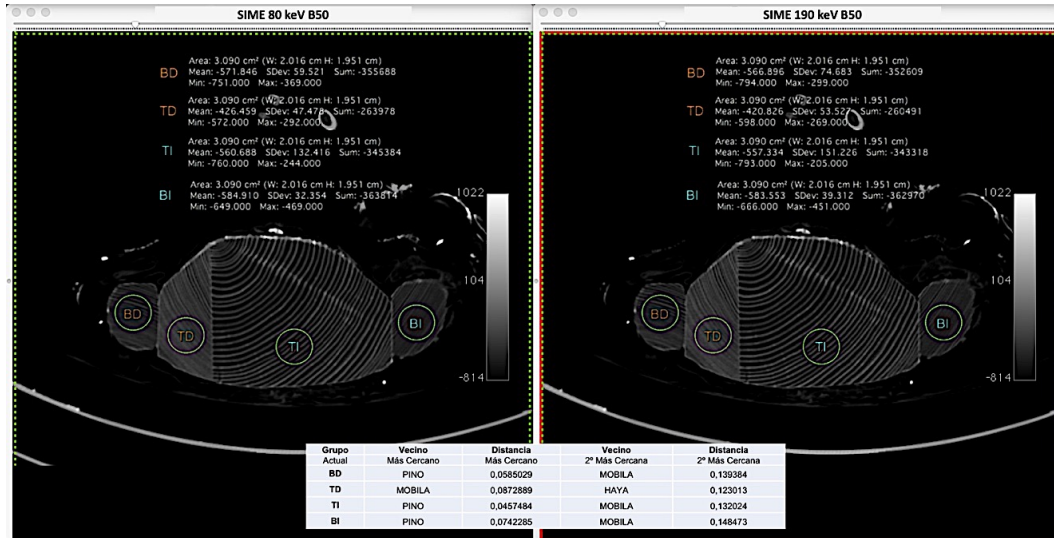 SIME 80 keV B50
BD
Area: 3.090 cm² (W: 2.016 cm H: 1.951 cm)
Mean: -571.846 SDev: 59.521 Sum: -355688
Min: -751.000 Max: -369.000
TD
Area: 3.090 cm² (W: 2.016 cm H: 1.951 cm)
Mean: -426.459 SDev: 47.478 Sum: -263978
Min: -572.000 Max: -292.000
TI
Area: 3.090 cm² (W: 2.016 cm H: 1.951 cm)
Mean: -560.688 SDev: 132.416 Sum: -345384
Min: -760.000 Max: -244.000
BI
Area: 3.090 cm² (W: 2.016 cm H: 1.951 cm)
Mean: -584.910 SDev: 32.354 Sum: -363814
Min: -649.000 Max: -469.000
1022
104
-814
BD
TD
TI
BI
SIME 190 keV B50
BD
Area: 3.090 cm² (W: 2.016 cm H: 1.951 cm)
Mean: -566.896 SDev: 74.683 Sum: -352609
Min: -794.000 Max: -299.000
TD
Area: 3.090 cm² (W: 2.016 cm H: 1.951 cm)
Mean: -420.826 SDev: 53.527 Sum: -260491
Min: -598.000 Max: -269.000
TI
Area: 3.090 cm² (W: 2.016 cm H: 1.951 cm)
Mean: -557.334 SDev: 151.226 Sum: -343318
Min: -793.000 Max: -205.000
BI
Area: 3.090 cm² (W: 2.016 cm H: 1.951 cm)
Mean: -583.553 SDev: 39.312 Sum: -362970
Min: -666.000 Max: -451.000
1022
104
-814
BD
TD
TI
BI
Grupo Vecino Distancia Vecino Distancia
Actual Más Cercano Más Cercano 2º Más Cercana 2º Más Cercana
BD PINO 0,0585029 MOBILA 0,139384
TD MOBILA 0,0872889 HAYA 0,123013
TI PINO 0,0457484 MOBILA 0,132024
BI PINO 0,0742285 MOBILA 0,148473